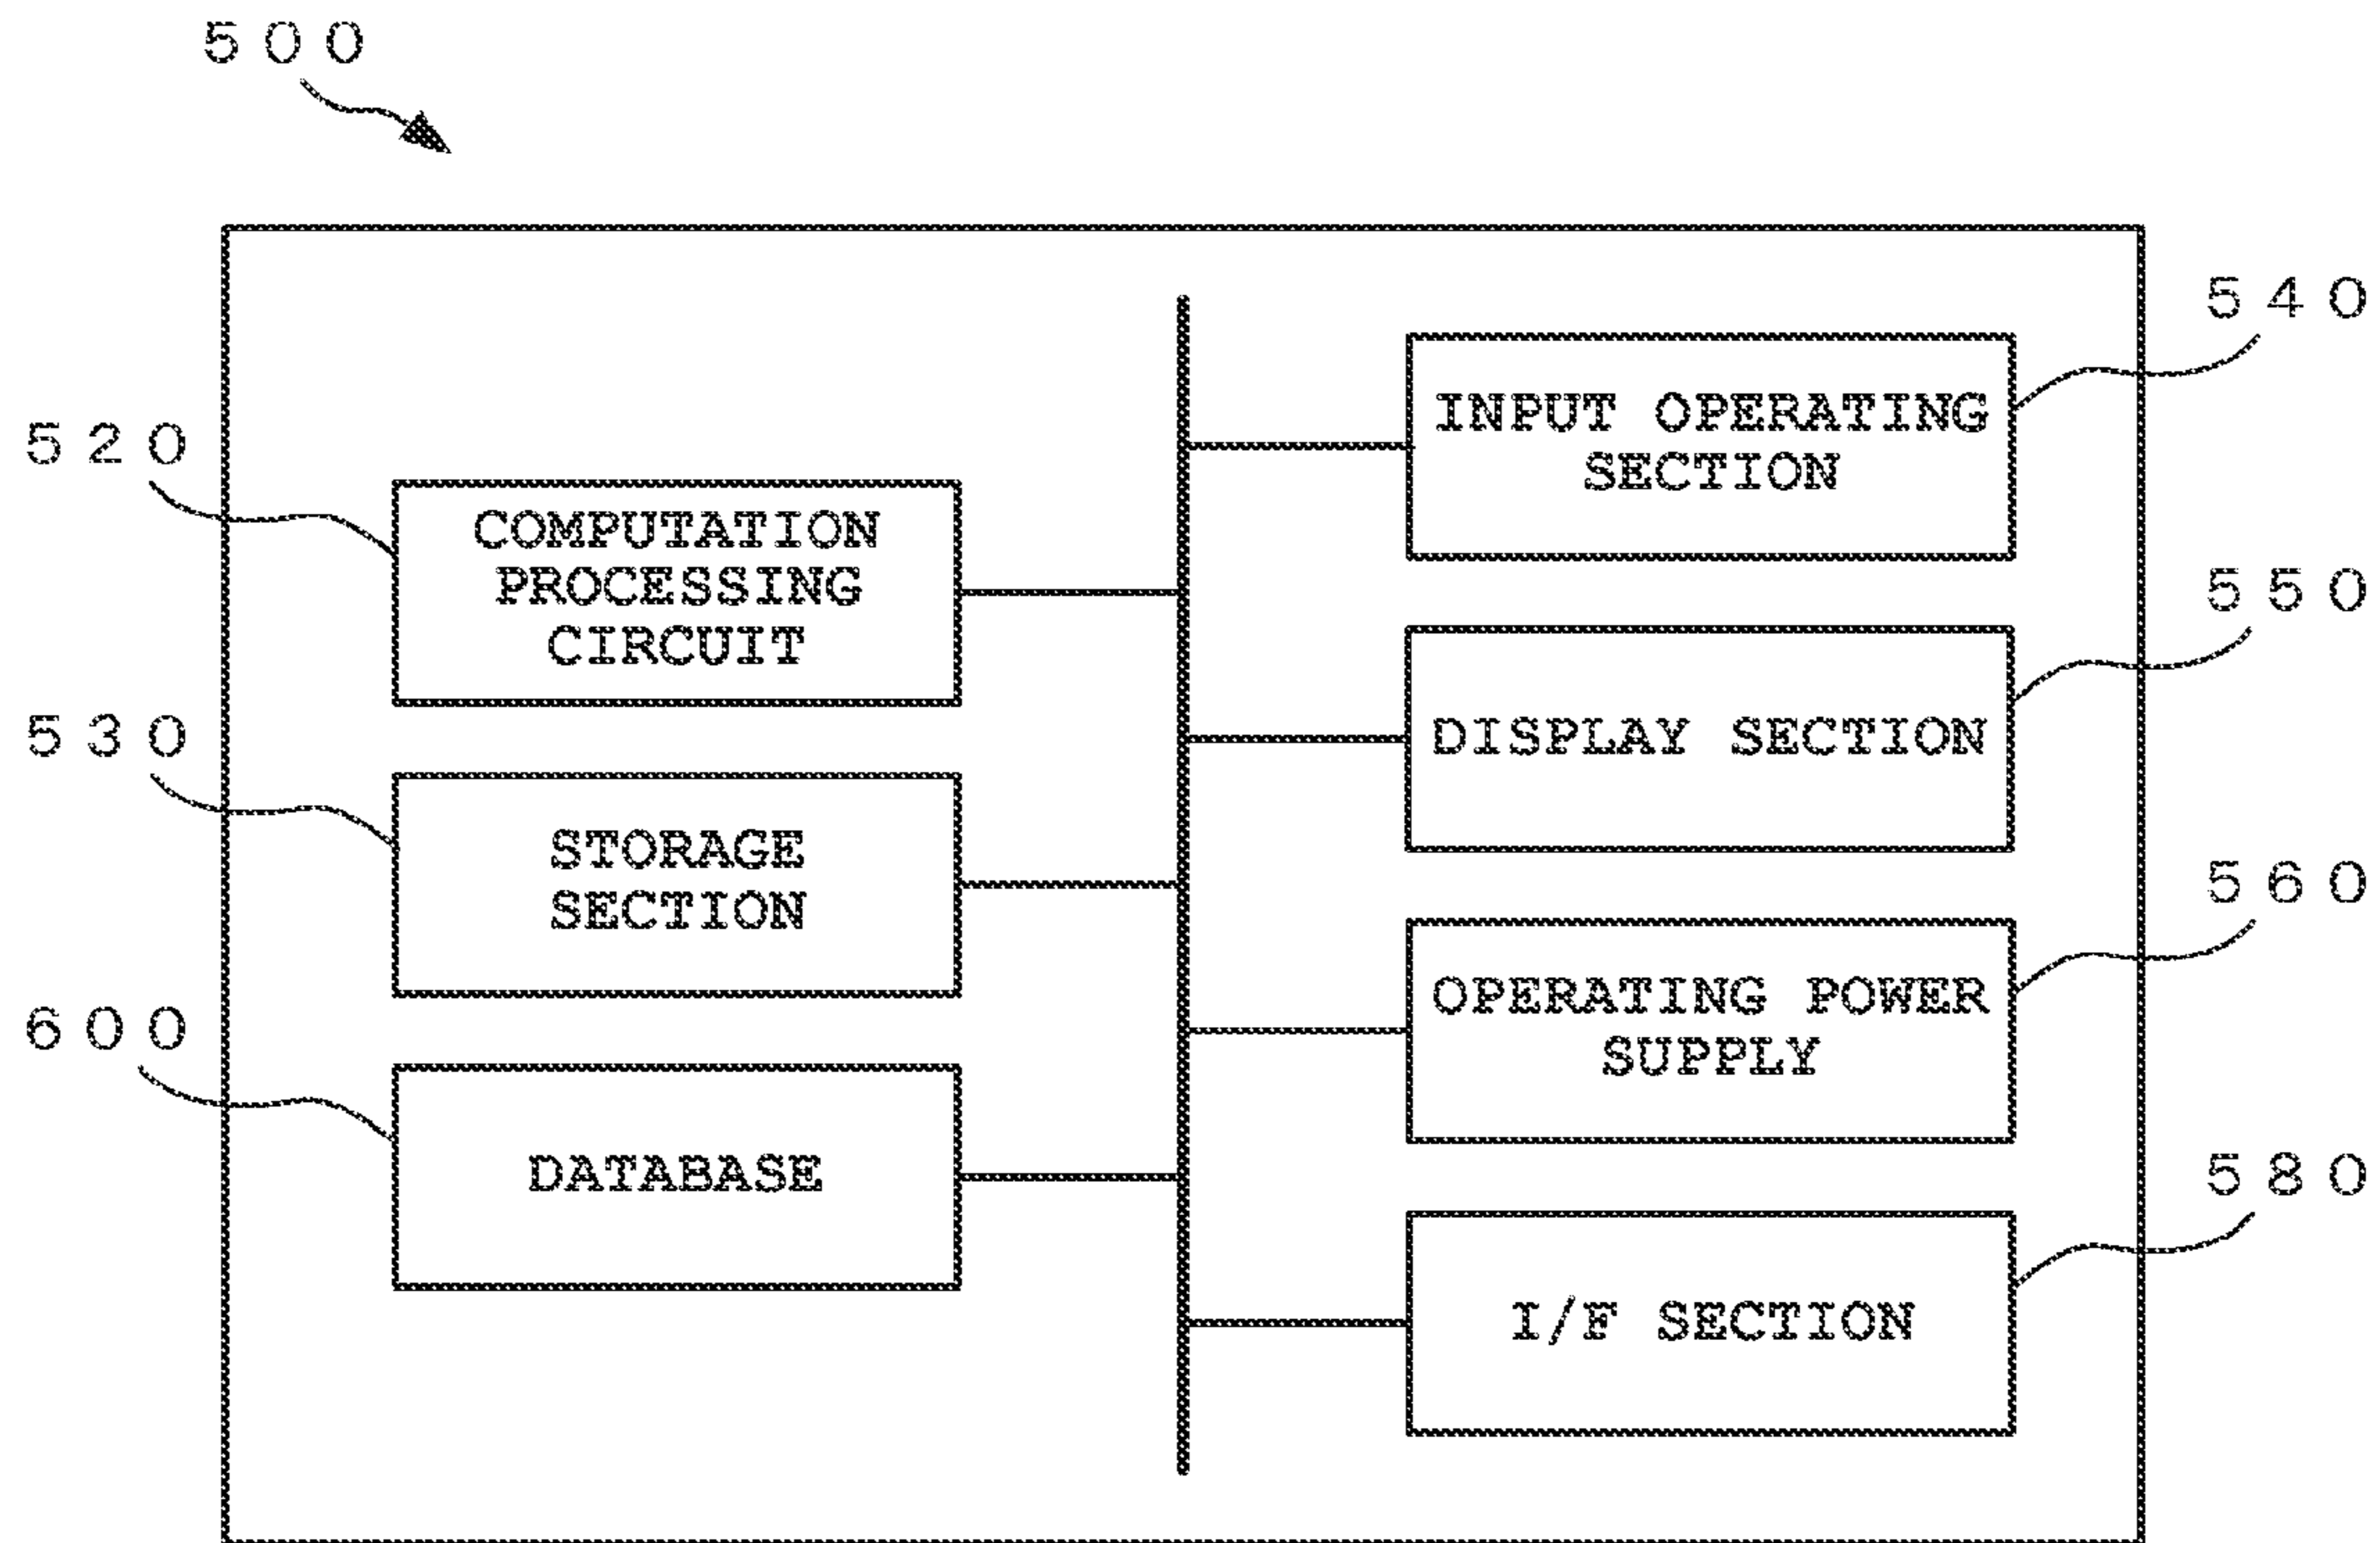 500
520
COMPUTATION
PROCESSING
CIRCUIT
530
STORAGE
SECTION
600
DATABASE
540
INPUT OPERATING
SECTION
550
DISPLAY SECTION
560
OPERATING POWER
SUPPLY
580
I/F SECTION